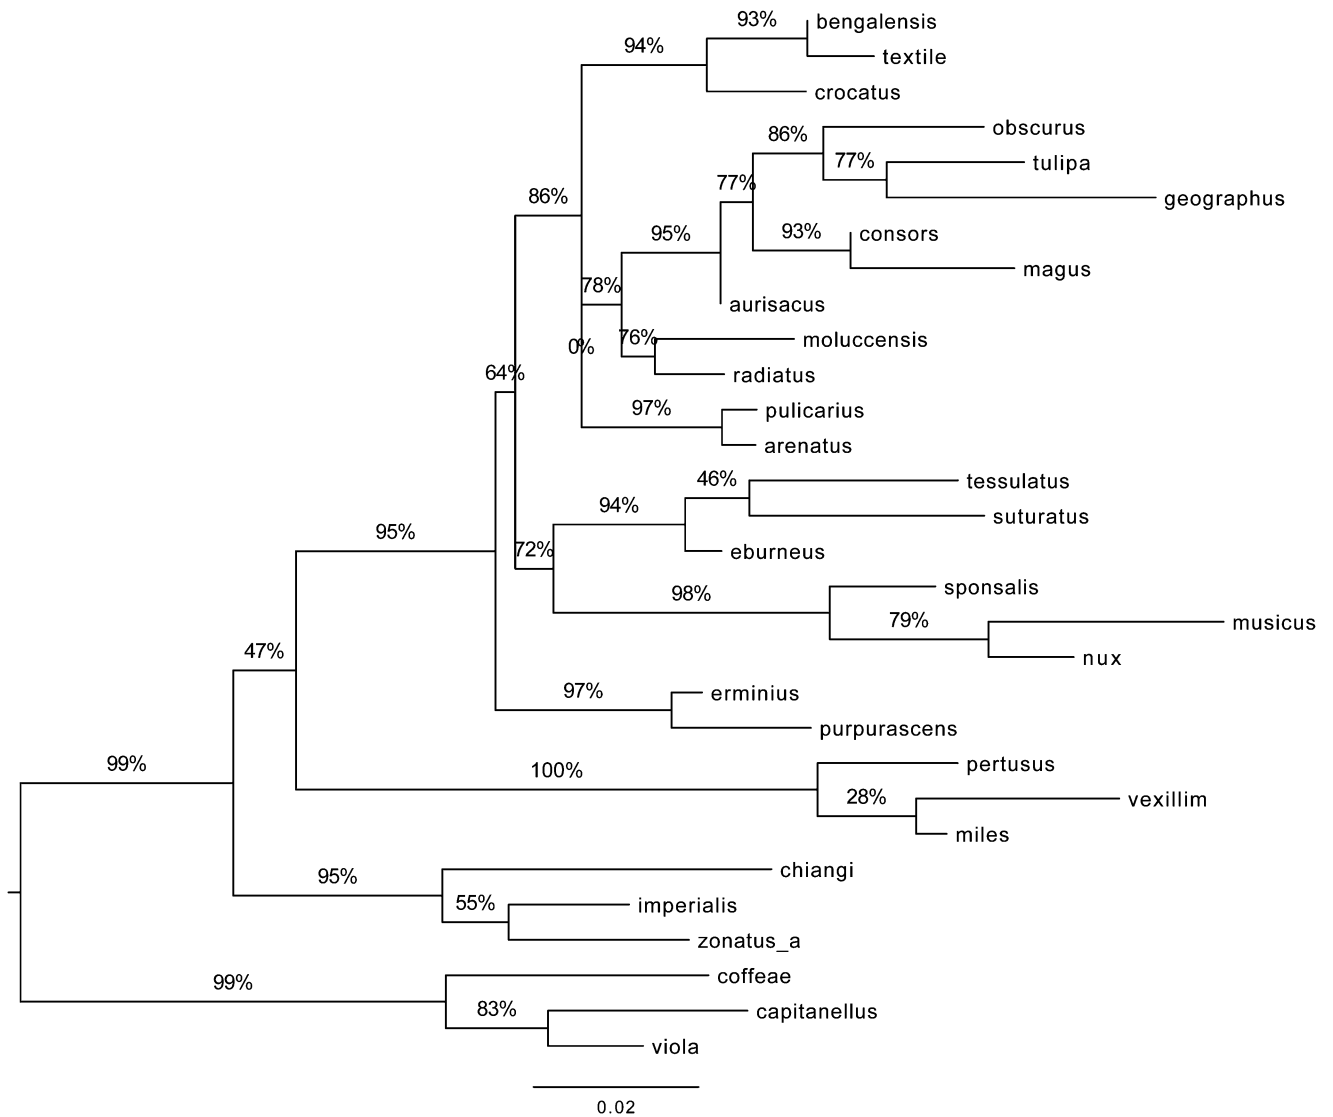 93%
bengalensis
94%
textile
crocatus
86%
obscurus
77%
tulipa
77%
86%
geographus
95%
93%
consors
magus
78%
aurisacus
0%
76%
moluccensis
64%
radiatus
97%
pulicarius
arenatus
46%
tessulatus
94%
suturatus
95%
72%
eburneus
98%
sponsalis
79%
musicus
47%
nux
97%
erminius
purpurascens
99%
100%
pertusus
28%
vexillim
miles
95%
chiangi
55%
imperialis
zonatus_a
99%
coffeae
83%
capitanellus
viola
0.02